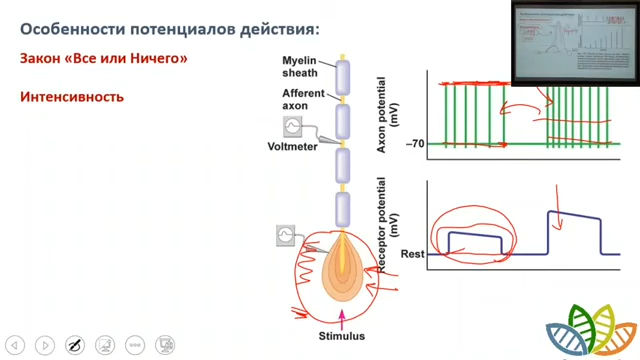 Особенности потенциалов действия:
Закон «Все или Ничего»
Интенсивность
Myelin
sheath
Afferent
axon
Voltmeter
Stimulus
Axon potential
(mV)
–70
Receptor potential
(mV)
Rest